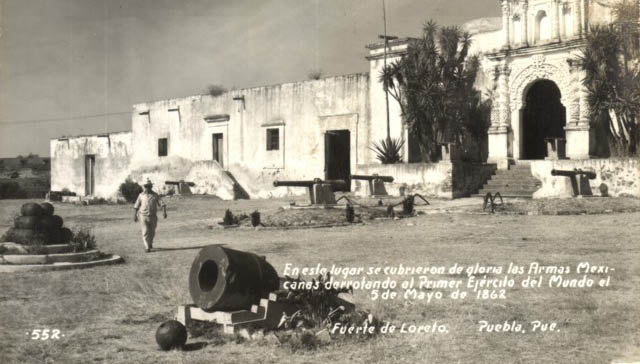 En este lugar se cubrieron de gloria las Armas Mexi-
canas derrotando al Primer Ejército del Mundo el
5 de Mayo de 1862
Fuerte de Loreto. Puebla, Pue.
-552-